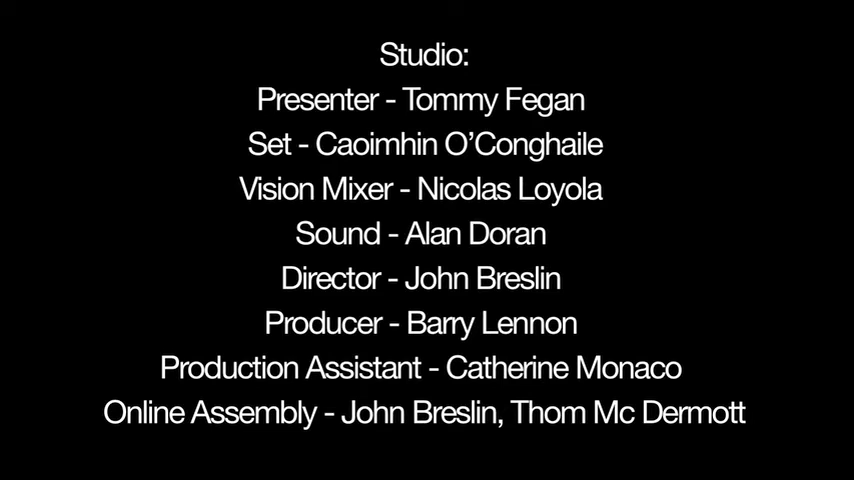 Studio:
Presenter - Tommy Fegan
Set - Caoimhin O’Conghaile
Vision Mixer - Nicolas Loyola
Sound - Alan Doran
Director - John Breslin
Producer - Barry Lennon
Production Assistant - Catherine Monaco
Online Assembly - John Breslin, Thom Mc Dermott